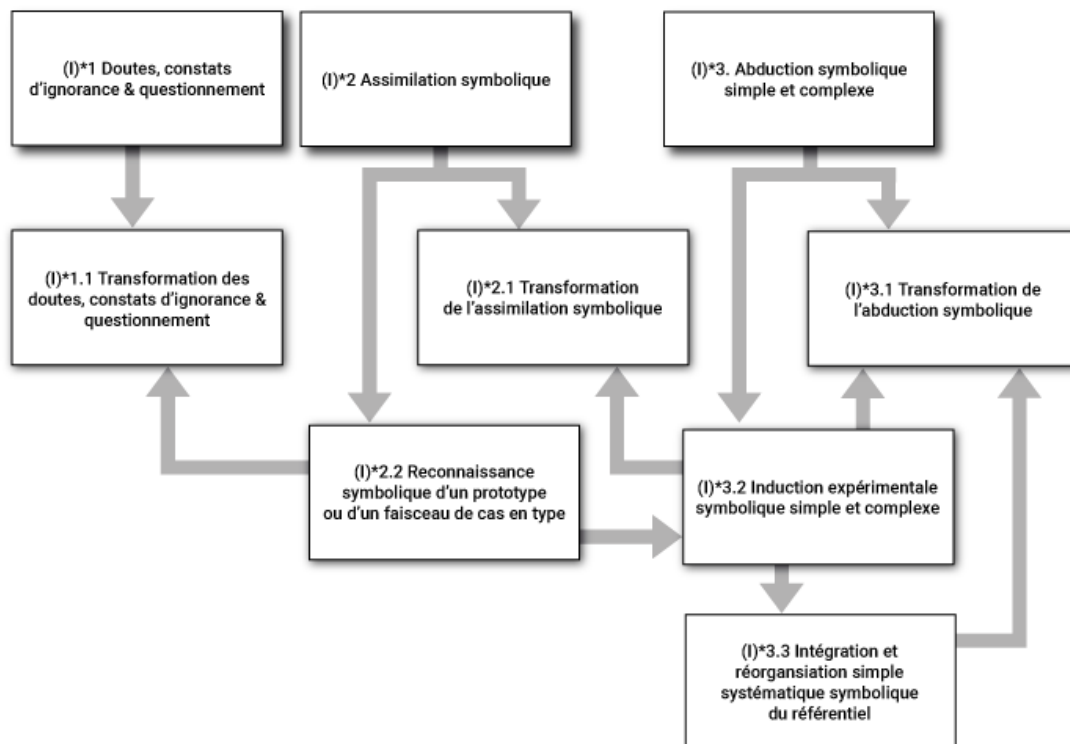 (I)*1 Doutes, constats
d'ignorance & questionnement
(I)*2 Assimilation symbolique
(I)*3. Abduction symbolique
simple et complexe
(I)*1.1 Transformation des
doutes, constats d'ignorance &
questionnement
(I)*2.1 Transformation
de l'assimilation symbolique
(I)*3.1 Transformation de
l'abduction symbolique
(I)*2.2 Reconnaissance
symbolique d'un prototype
ou d'un faisceau de cas en type
(I)*3.2 Induction expérimentale
symbolique simple et complexe
(I)*3.3 Intégration et
réorgansiation simple
systématique symbolique
du référentiel